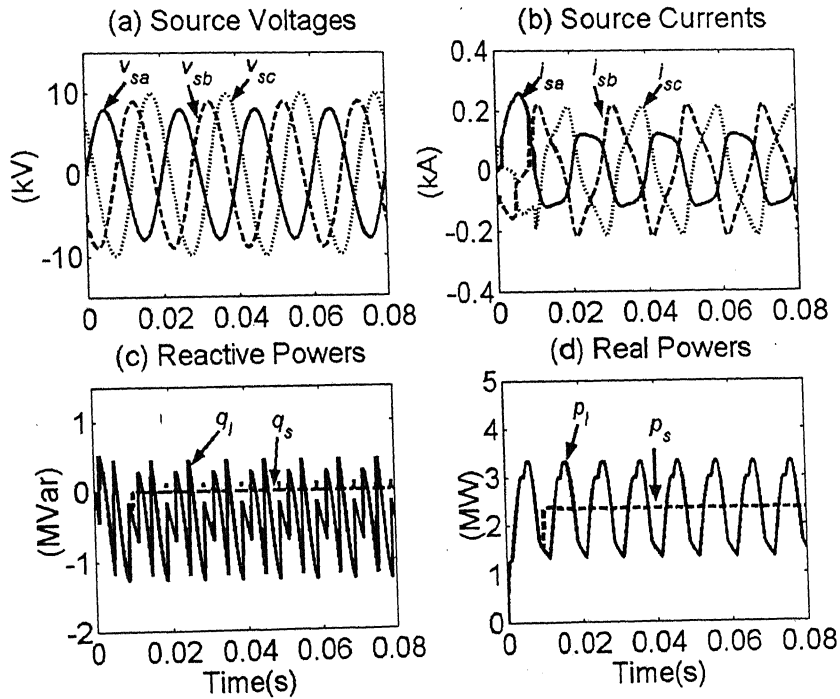 (a) Source Voltages
v_sa v_sb v_sc
(kV)
10
0
-10
0 0.02 0.04 0.06 0.08
(b) Source Currents
i_sa i_sb i_sc
(kA)
0.4
0.2
0
-0.2
-0.4
0 0.02 0.04 0.06 0.08
(c) Reactive Powers
q_l q_s
(MVar)
1
0
-1
-2
0 0.02 0.04 0.06 0.08
Time(s)
(d) Real Powers
p_l p_s
(MW)
5
4
3
2
1
0
0 0.02 0.04 0.06 0.08
Time(s)